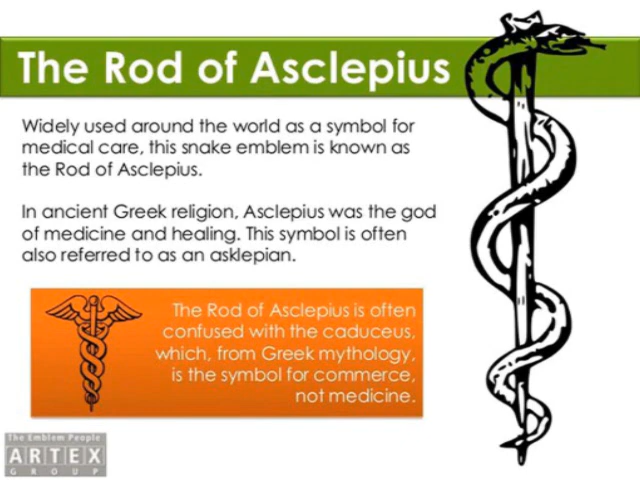 The Rod of Asclepius
Widely used around the world as a symbol for
medical care, this snake emblem is known as
the Rod of Asclepius.
In ancient Greek religion, Asclepius was the god
of medicine and healing. This symbol is often
also referred to as an asklepian.
The Rod of Asclepius is often
confused with the caduceus,
which, from Greek mythology,
is the symbol for commerce,
not medicine.
The Emblem People
ARTEX
GROUP